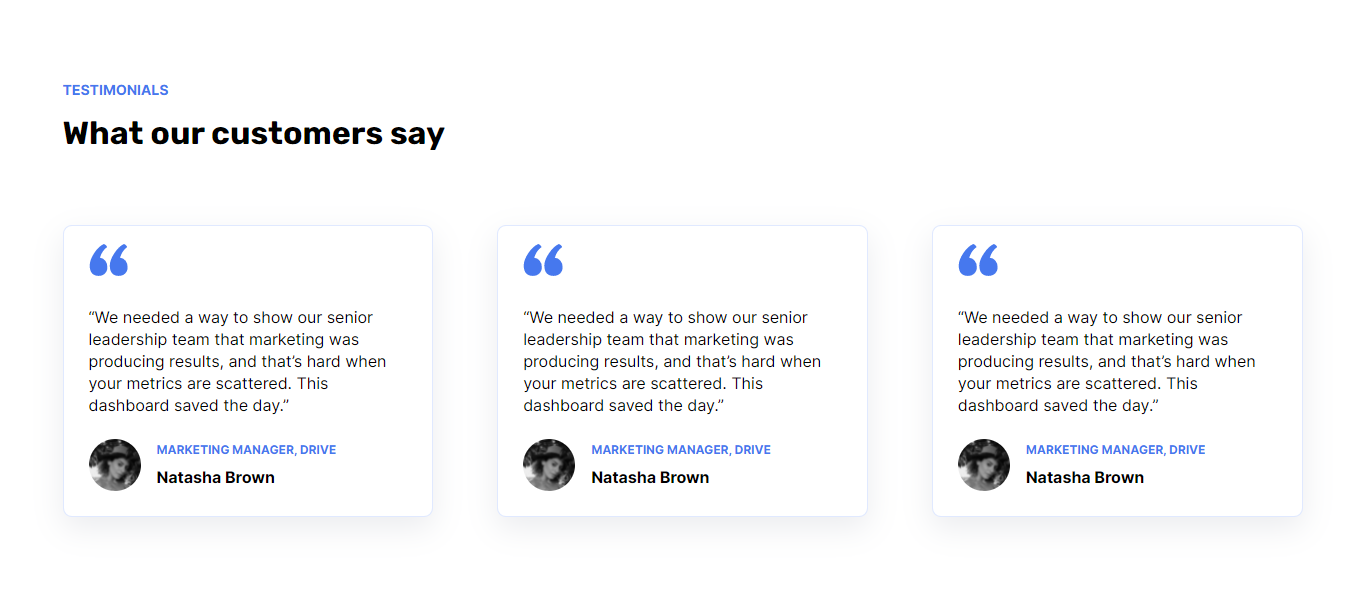 TESTIMONIALS
What our customers say
“We needed a way to show our senior
leadership team that marketing was
producing results, and that’s hard when
your metrics are scattered. This
dashboard saved the day.”
MARKETING MANAGER, DRIVE
Natasha Brown
“We needed a way to show our senior
leadership team that marketing was
producing results, and that’s hard when
your metrics are scattered. This
dashboard saved the day.”
MARKETING MANAGER, DRIVE
Natasha Brown
“We needed a way to show our senior
leadership team that marketing was
producing results, and that’s hard when
your metrics are scattered. This
dashboard saved the day.”
MARKETING MANAGER, DRIVE
Natasha Brown